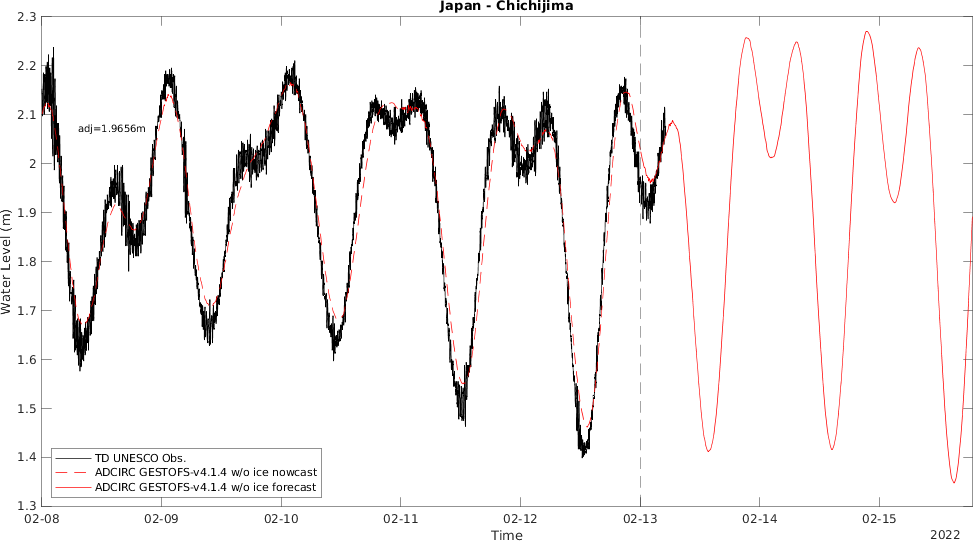 Japan - Chichijima
2.3
2.2
2.1
2
1.9
1.8
1.7
1.6
1.5
1.4
1.3
Water Level (m)
adj=1.9656m
TD UNESCO Obs.
ADCIRC GESTOFS-v4.1.4 w/o ice nowcast
ADCIRC GESTOFS-v4.1.4 w/o ice forecast
02-08 02-09 02-10 02-11 02-12 02-13 02-14 02-15
Time
2022